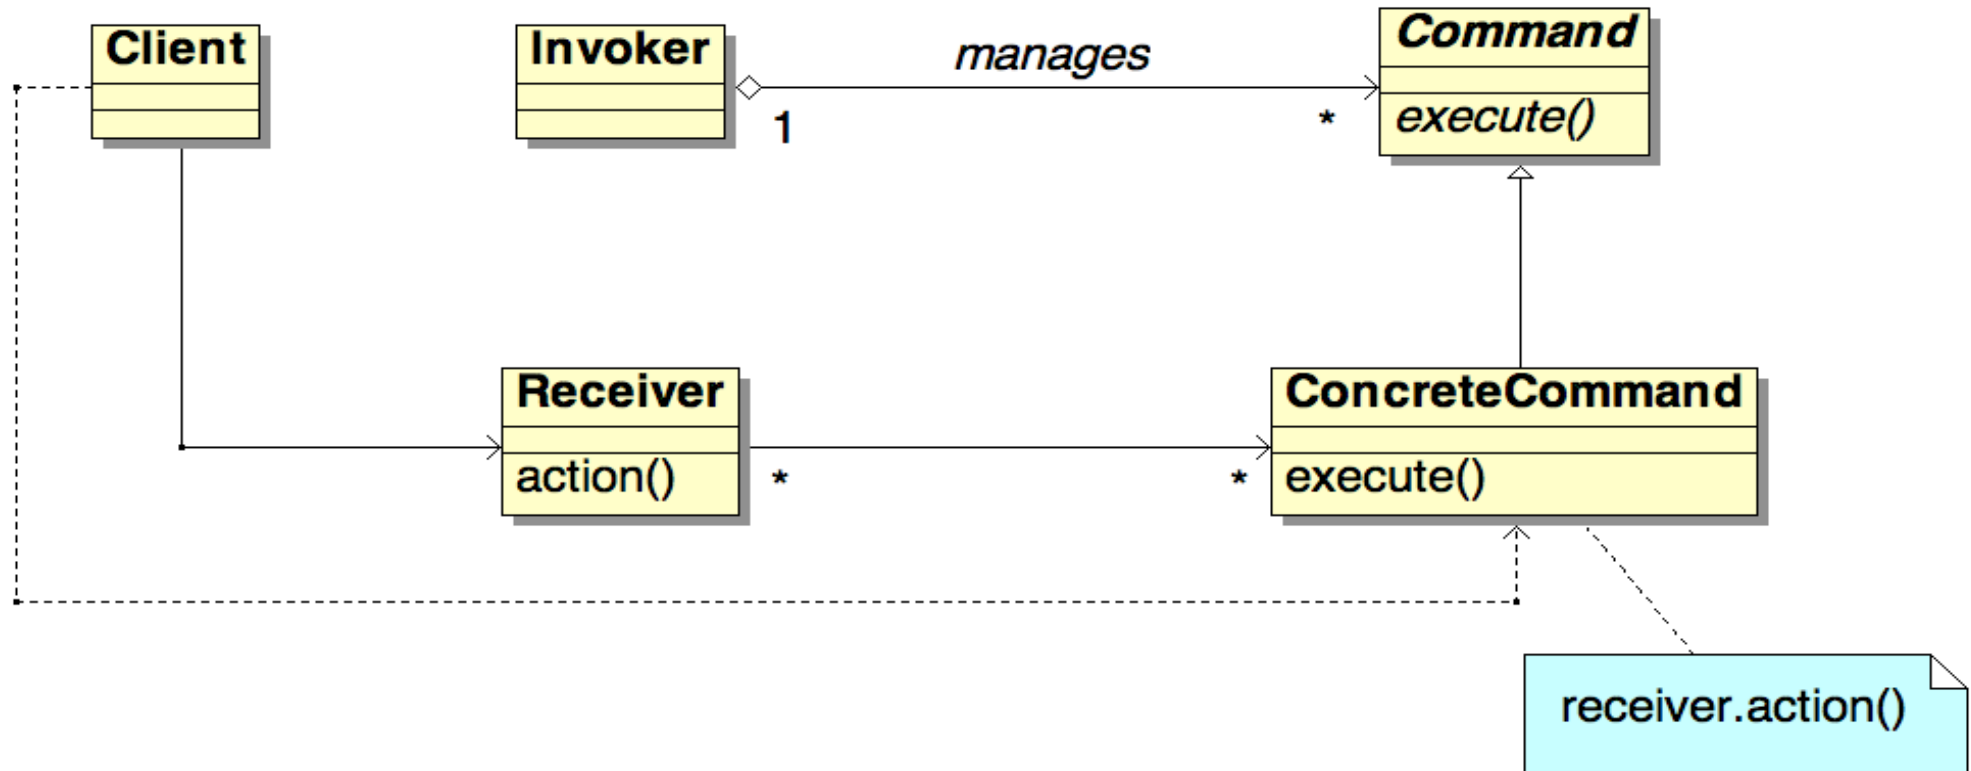 Client
Invoker
manages
Command
1
*
execute()
Receiver
ConcreteCommand
action()
*
*
execute()
receiver.action()